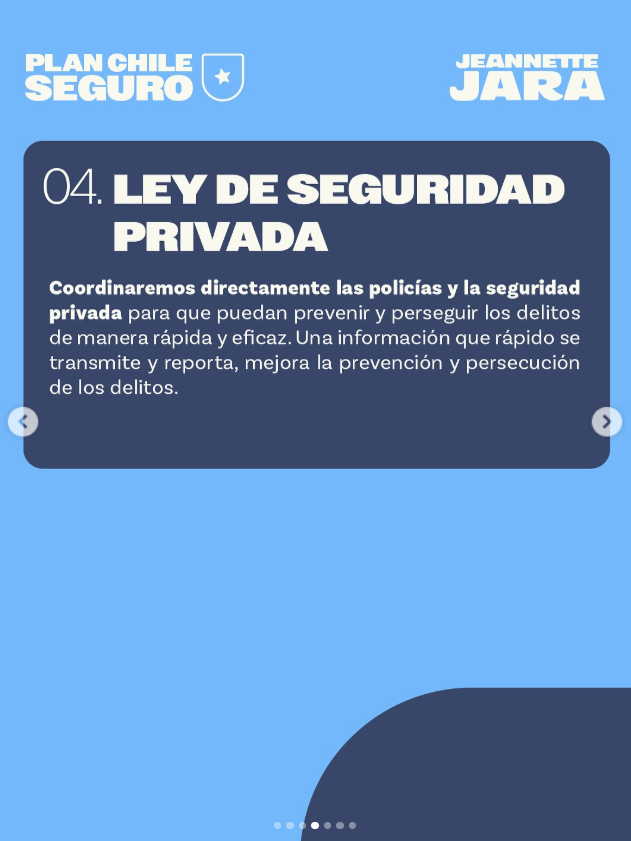 PLAN CHILE
SEGURO
JEANNETTE
JARA
04. LEY DE SEGURIDAD
PRIVADA
Coordinaremos directamente las policías y la seguridad
privada para que puedan prevenir y perseguir los delitos
de manera rápida y eficaz. Una información que rápido se
transmite y reporta, mejora la prevención y persecución
de los delitos.